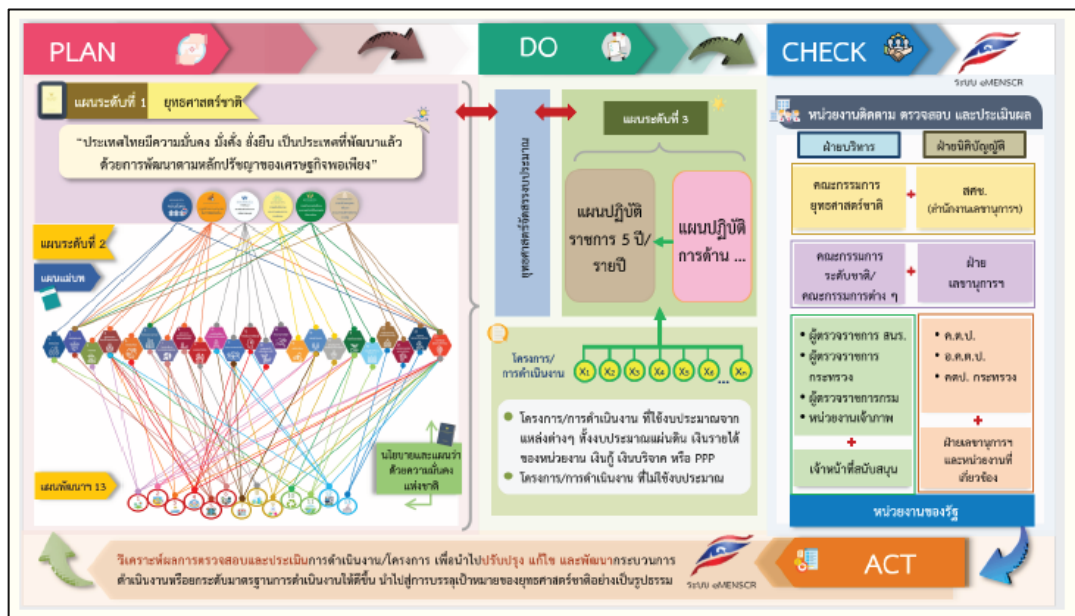 PLAN
แผนระดับที่ 1
ยุทธศาสตร์ชาติ
“ประเทศไทยมีความมั่นคง มั่งคั่ง ยั่งยืน เป็นประเทศที่พัฒนาแล้ว
ด้วยการพัฒนาตามหลักปรัชญาของเศรษฐกิจพอเพียง”
แผนระดับที่ 2
แผนแม่บท
นโยบายและแผนว่า
ด้วยความมั่นคง
แห่งชาติ
แผนพัฒนาฯ 13
DO
ยุทธศาสตร์จัดสรรงบประมาณ
แผนระดับที่ 3
แผนปฏิบัติ
ราชการ 5 ปี/
รายปี
แผนปฏิบัติ
การด้าน ...
โครงการ/
การดำเนินงาน
X1 X2 X3 X4 X5 X6 ... Xn
โครงการ/การดำเนินงาน ที่ใช้งบประมาณจาก
แหล่งต่างๆ ทั้งงบประมาณแผ่นดิน เงินรายได้
ของหน่วยงาน เงินกู้ เงินบริจาค หรือ PPP
โครงการ/การดำเนินงาน ที่ไม่ใช้งบประมาณ
CHECK
ระบบ eMENSCR
หน่วยงานติดตาม ตรวจสอบ และประเมินผล
ฝ่ายบริหาร
ฝ่ายนิติบัญญัติ
คณะกรรมการ
ยุทธศาสตร์ชาติ
+
สศช.
(สำนักงานเลขานุการฯ)
คณะกรรมการ
ระดับชาติ/
คณะกรรมการต่าง ๆ
+
ฝ่าย
เลขานุการฯ
• ผู้ตรวจราชการ สนร.
• ผู้ตรวจราชการ
กระทรวง
• ผู้ตรวจราชการกรม
• หน่วยงานเจ้าภาพ
+
เจ้าหน้าที่สนับสนุน
• ค.ต.ป.
• อ.ค.ต.ป.
• คตป. กระทรวง
+
ฝ่ายเลขานุการฯ
และหน่วยงานที่
เกี่ยวข้อง
หน่วยงานของรัฐ
ACT
ระบบ eMENSCR
วิเคราะห์ผลการตรวจสอบและประเมินการดำเนินงาน/โครงการ เพื่อนำไปปรับปรุง แก้ไข และพัฒนากระบวนการ
ดำเนินงานหรือยกระดับมาตรฐานการดำเนินงานให้ดีขึ้น นำไปสู่การบรรลุเป้าหมายของยุทธศาสตร์ชาติอย่างเป็นรูปธรรม